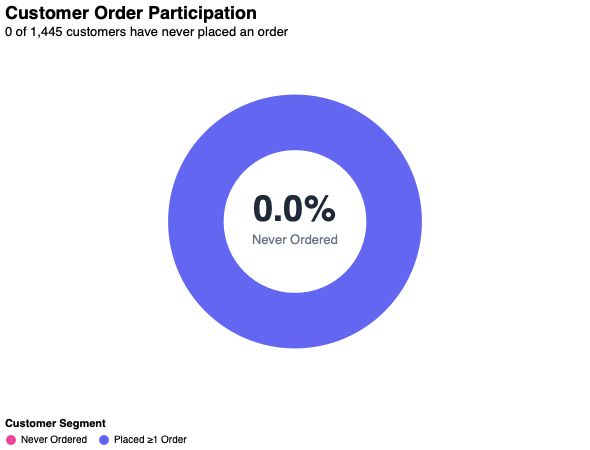 Customer Order Participation
0 of 1,445 customers have never placed an order
0.0%
Never Ordered
Customer Segment
Never Ordered
Placed ≥1 Order